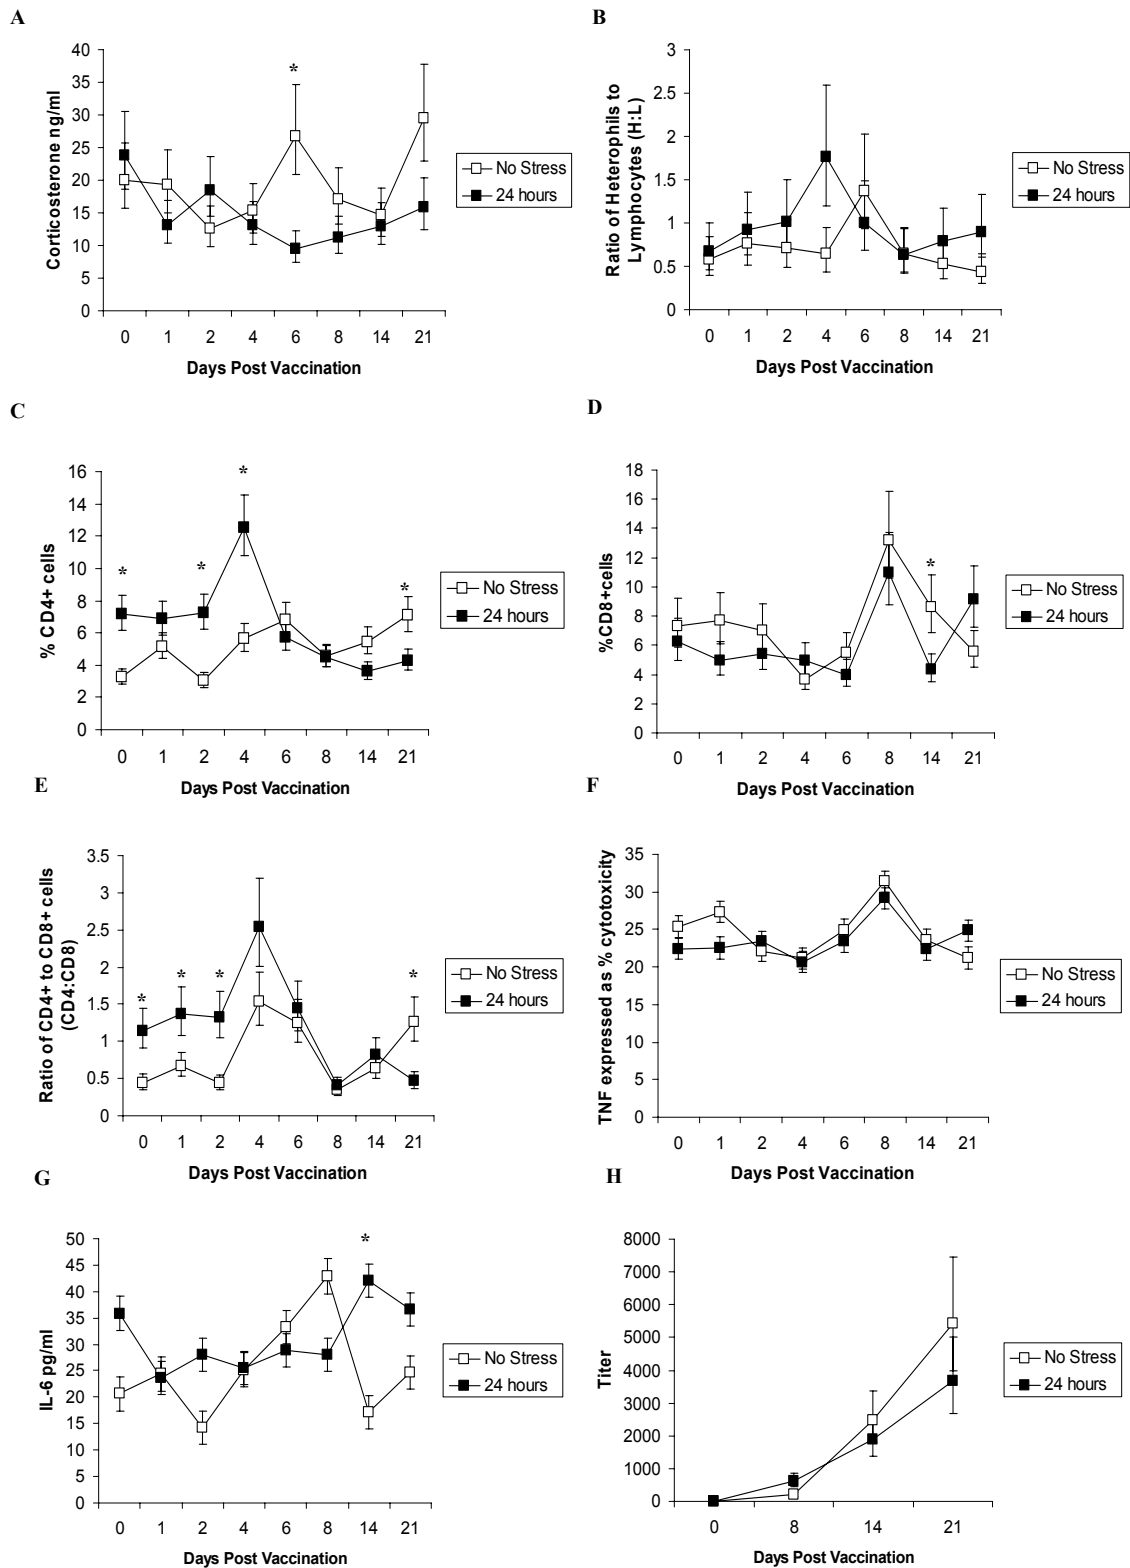 A
40
35
30
25
20
15
10
5
0
Corticosterone ng/ml
*
0 1 2 4 6 8 14 21
Days Post Vaccination
No Stress
24 hours
B
3
2.5
2
1.5
1
0.5
0
Ratio of Heterophils to
Lymphocytes (H:L)
0 1 2 4 6 8 14 21
Days Post Vaccination
No Stress
24 hours
C
16
14
12
10
8
6
4
2
0
% CD4+ cells
* * * *
0 1 2 4 6 8 14 21
Days Post Vaccination
No Stress
24 hours
D
18
16
14
12
10
8
6
4
2
0
%CD8+cells
*
0 1 2 4 6 8 14 21
Days Post Vaccination
No Stress
24 hours
E
3.5
3
2.5
2
1.5
1
0.5
0
Ratio of CD4+ to CD8+ cells
(CD4:CD8)
* * * *
0 1 2 4 6 8 14 21
Days Post Vaccination
No Stress
24 hours
F
35
30
25
20
15
10
5
0
TNF expressed as % cytotoxicity
0 1 2 4 6 8 14 21
Days Post Vaccination
No Stress
24 hours
G
50
45
40
35
30
25
20
15
10
5
0
IL-6 pg/ml
*
0 1 2 4 6 8 14 21
Days Post Vaccination
No Stress
24 hours
H
8000
7000
6000
5000
4000
3000
2000
1000
0
Titer
0 8 14 21
Days Post Vaccination
No Stress
24 hours